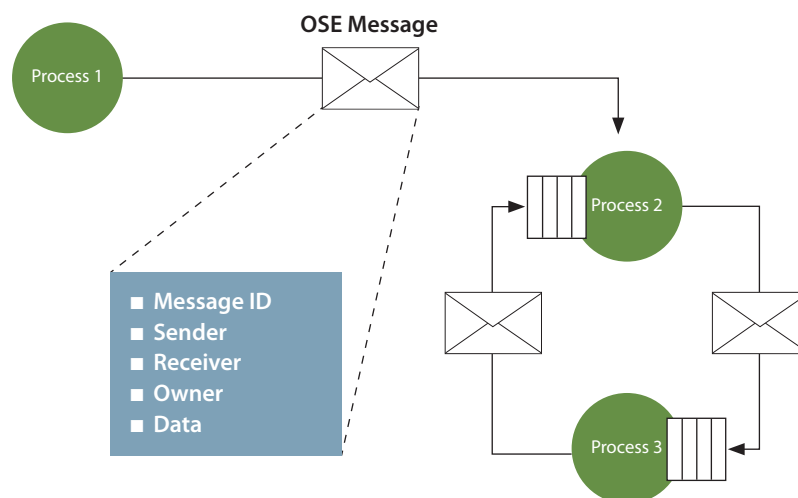 OSE Message
Process 1
Process 2
■ Message ID
■ Sender
■ Receiver
■ Owner
■ Data
Process 3